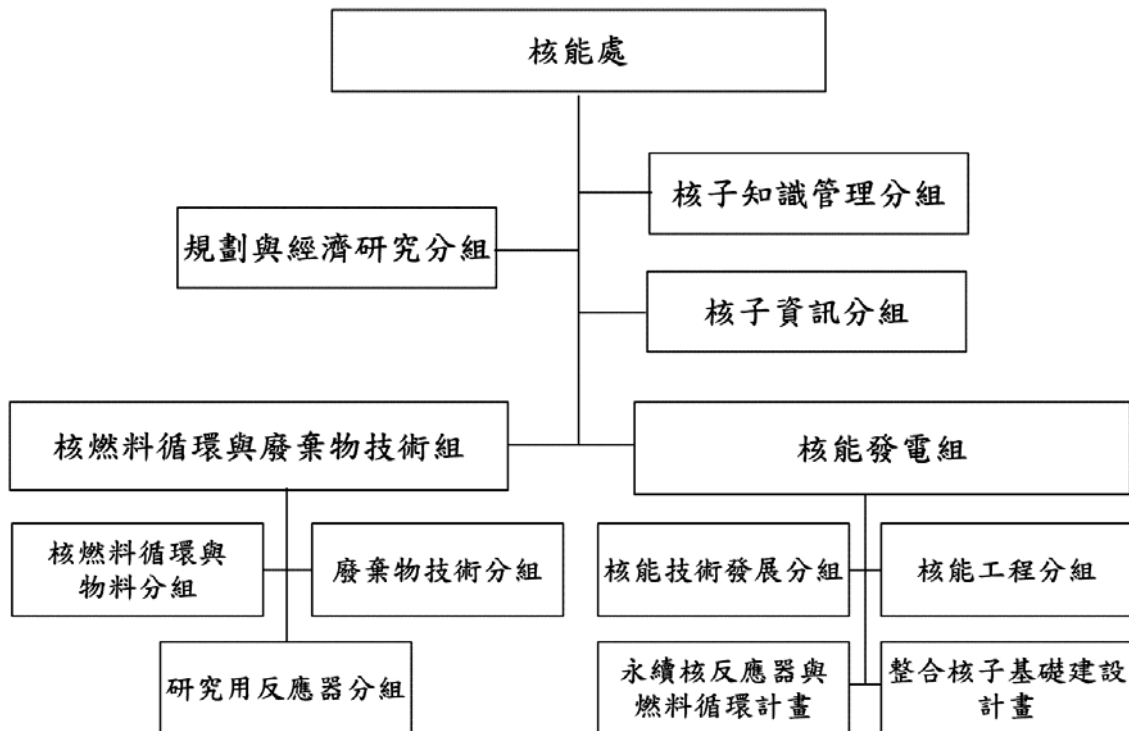 核能處
核子知識管理分組
規劃與經濟研究分組
核子資訊分組
核燃料循環與廢棄物技術組
核能發電組
核燃料循環與
物料分組
廢棄物技術分組
核能技術發展分組
核能工程分組
研究用反應器分組
永續核反應器與
燃料循環計畫
整合核子基礎建設
計畫